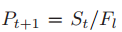 P_{t+1} = S_t/F_l